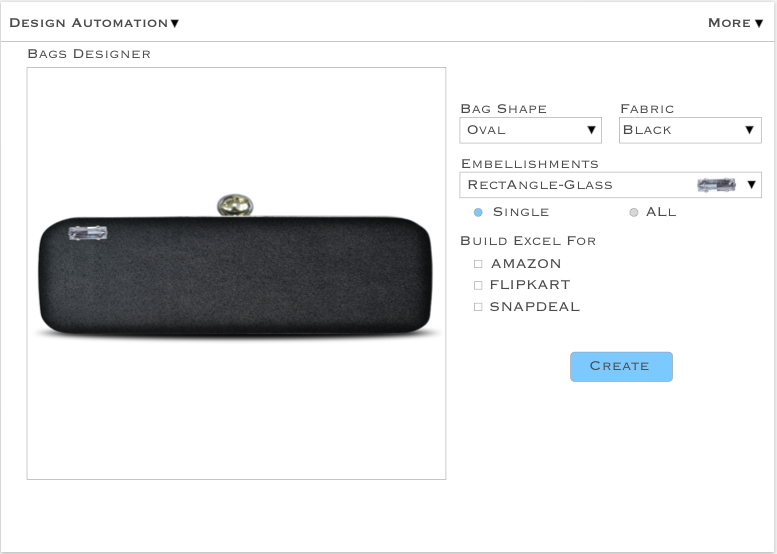 Design Automation▼ More▼
Bags Designer
Bag Shape Fabric
Oval ▼ Black ▼
Embellishments
RectAngle-Glass ▼
Single ALL
Build Excel For
AMAZON
FLIPKART
SNAPDEAL
Create